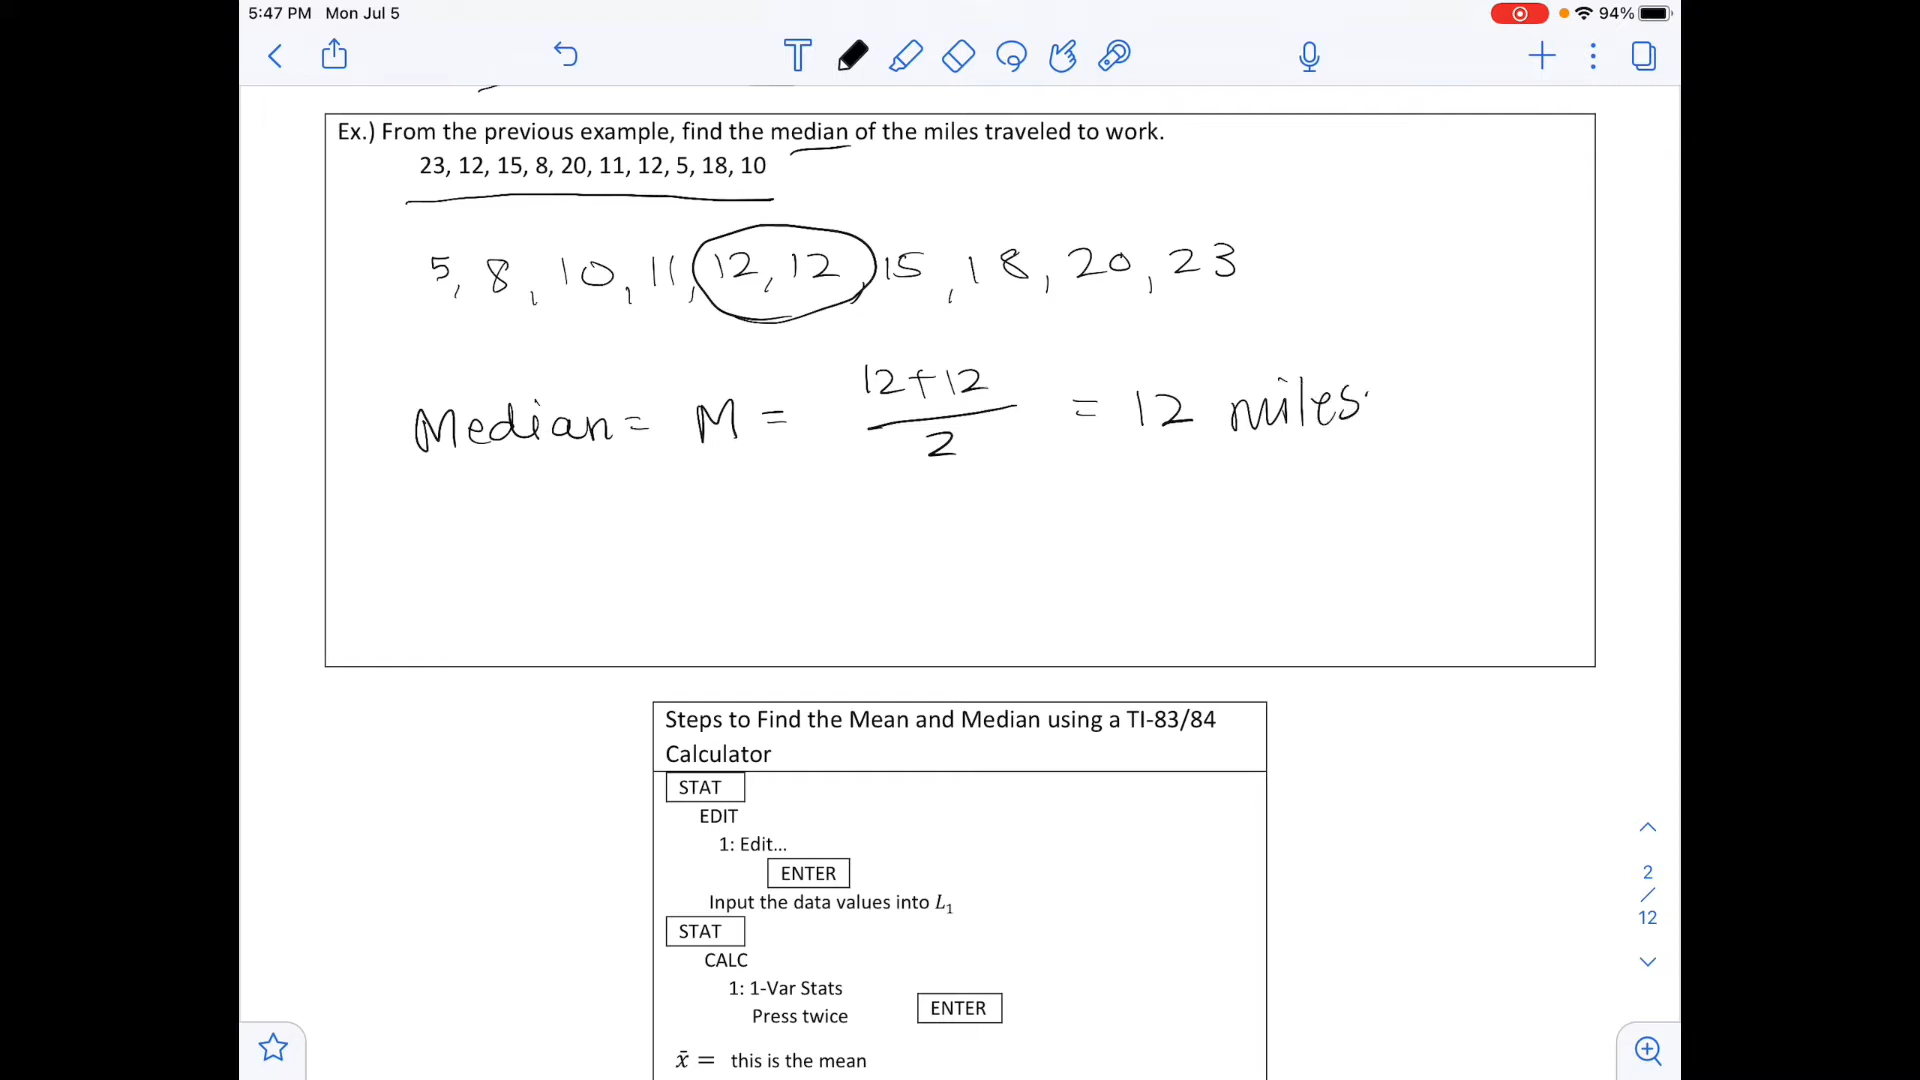 5:47 PM Mon Jul 5 94%
Ex.) From the previous example, find the median of the miles traveled to work.
23, 12, 15, 8, 20, 11, 12, 5, 18, 10
5, 8, 10, 11, 12, 12, 15, 18, 20, 23
Median = M = 12+12 / 2 = 12 miles.
Steps to Find the Mean and Median using a TI-83/84
Calculator
STAT
EDIT
1: Edit...
ENTER
Input the data values into L₁
STAT
CALC
1: 1-Var Stats
Press twice ENTER
x̄ = this is the mean
2
/
12